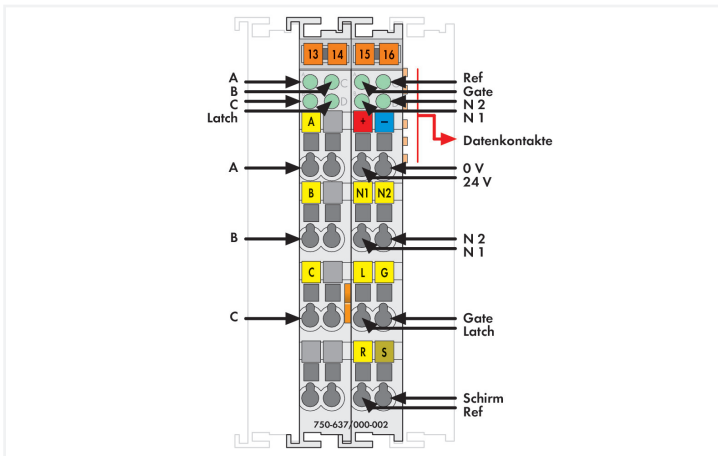 13 14 15 16
A
B
C
Latch
C
D
Ref
Gate
N 2
N 1
Datenkontakte
A + –
A
0 V
24 V
B N1 N2
B
N 2
N 1
C L G
C
Gate
Latch
R S
Schirm
Ref
750-637/000-002